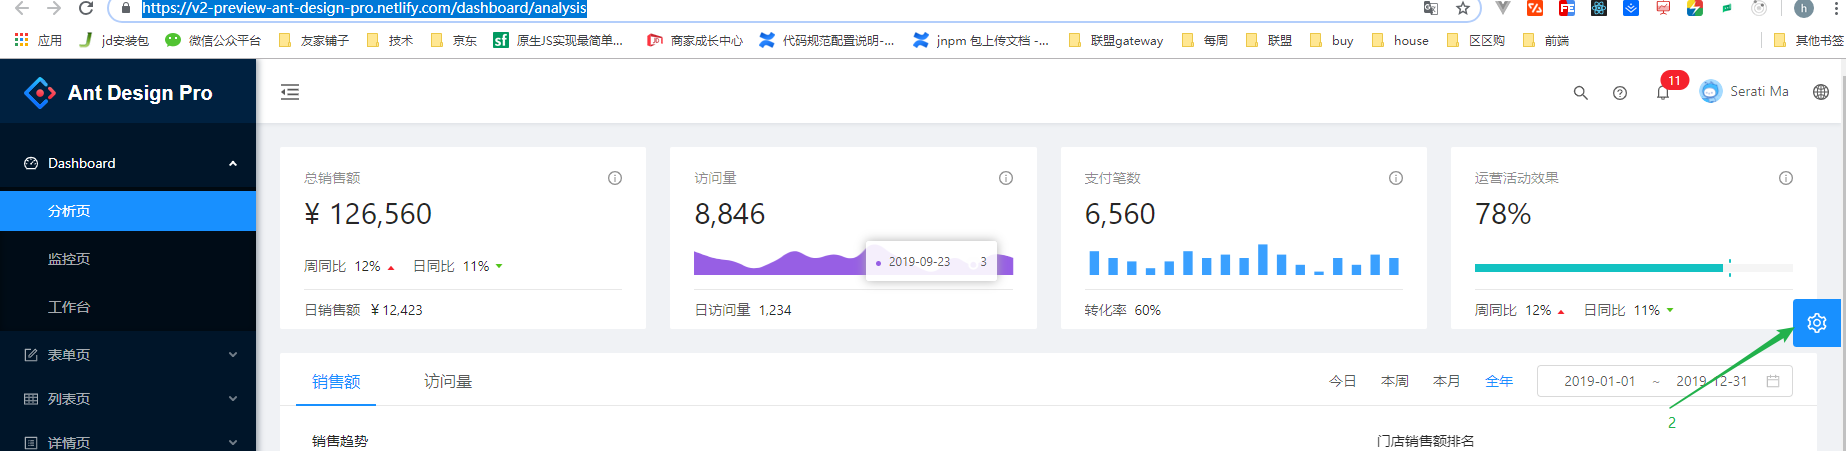 https://v2-preview-ant-design-pro.netlify.com/dashboard/analysis
应用 jd安装包 微信公众平台 友家铺子 技术 京东 原生JS实现最简单... 商家成长中心 代码规范配置说明-... jnpm 包上传文档 -... 联盟gateway 每周 联盟 buy house 区区购 前端 其他书签
Ant Design Pro
11
Serati Ma
Dashboard
分析页
监控页
工作台
表单页
列表页
详情页
总销售额
¥ 126,560
周同比 12% 日同比 11%
日销售额 ¥ 12,423
访问量
8,846
2019-09-23 3
日访问量 1,234
支付笔数
6,560
转化率 60%
运营活动效果
78%
周同比 12% 日同比 11%
销售额 访问量
今日 本周 本月 全年 2019-01-01 ~ 2019-12-31
2
销售趋势
门店销售额排名